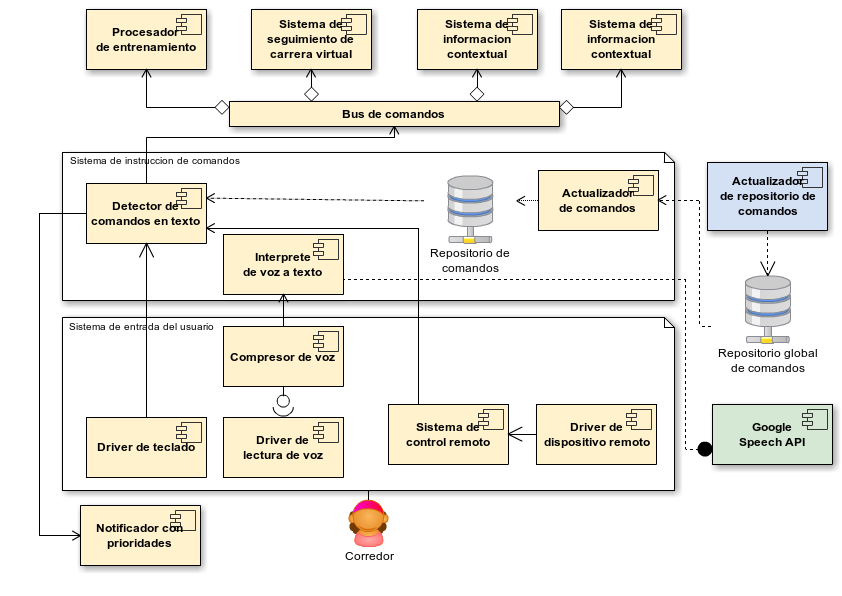 Procesador
de entrenamiento
Sistema de
seguimiento de
carrera virtual
Sistema de
informacion
contextual
Sistema de
informacion
contextual
Bus de comandos
Sistema de instruccion de comandos
Detector de
comandos en texto
Repositorio de
comandos
Actualizador
de comandos
Actualizador
de repositorio de
comandos
Interprete
de voz a texto
Repositorio global
de comandos
Sistema de entrada del usuario
Compresor de voz
Driver de teclado
Driver de
lectura de voz
Sistema de
control remoto
Driver de
dispositivo remoto
Google
Speech API
Notificador con
prioridades
Corredor